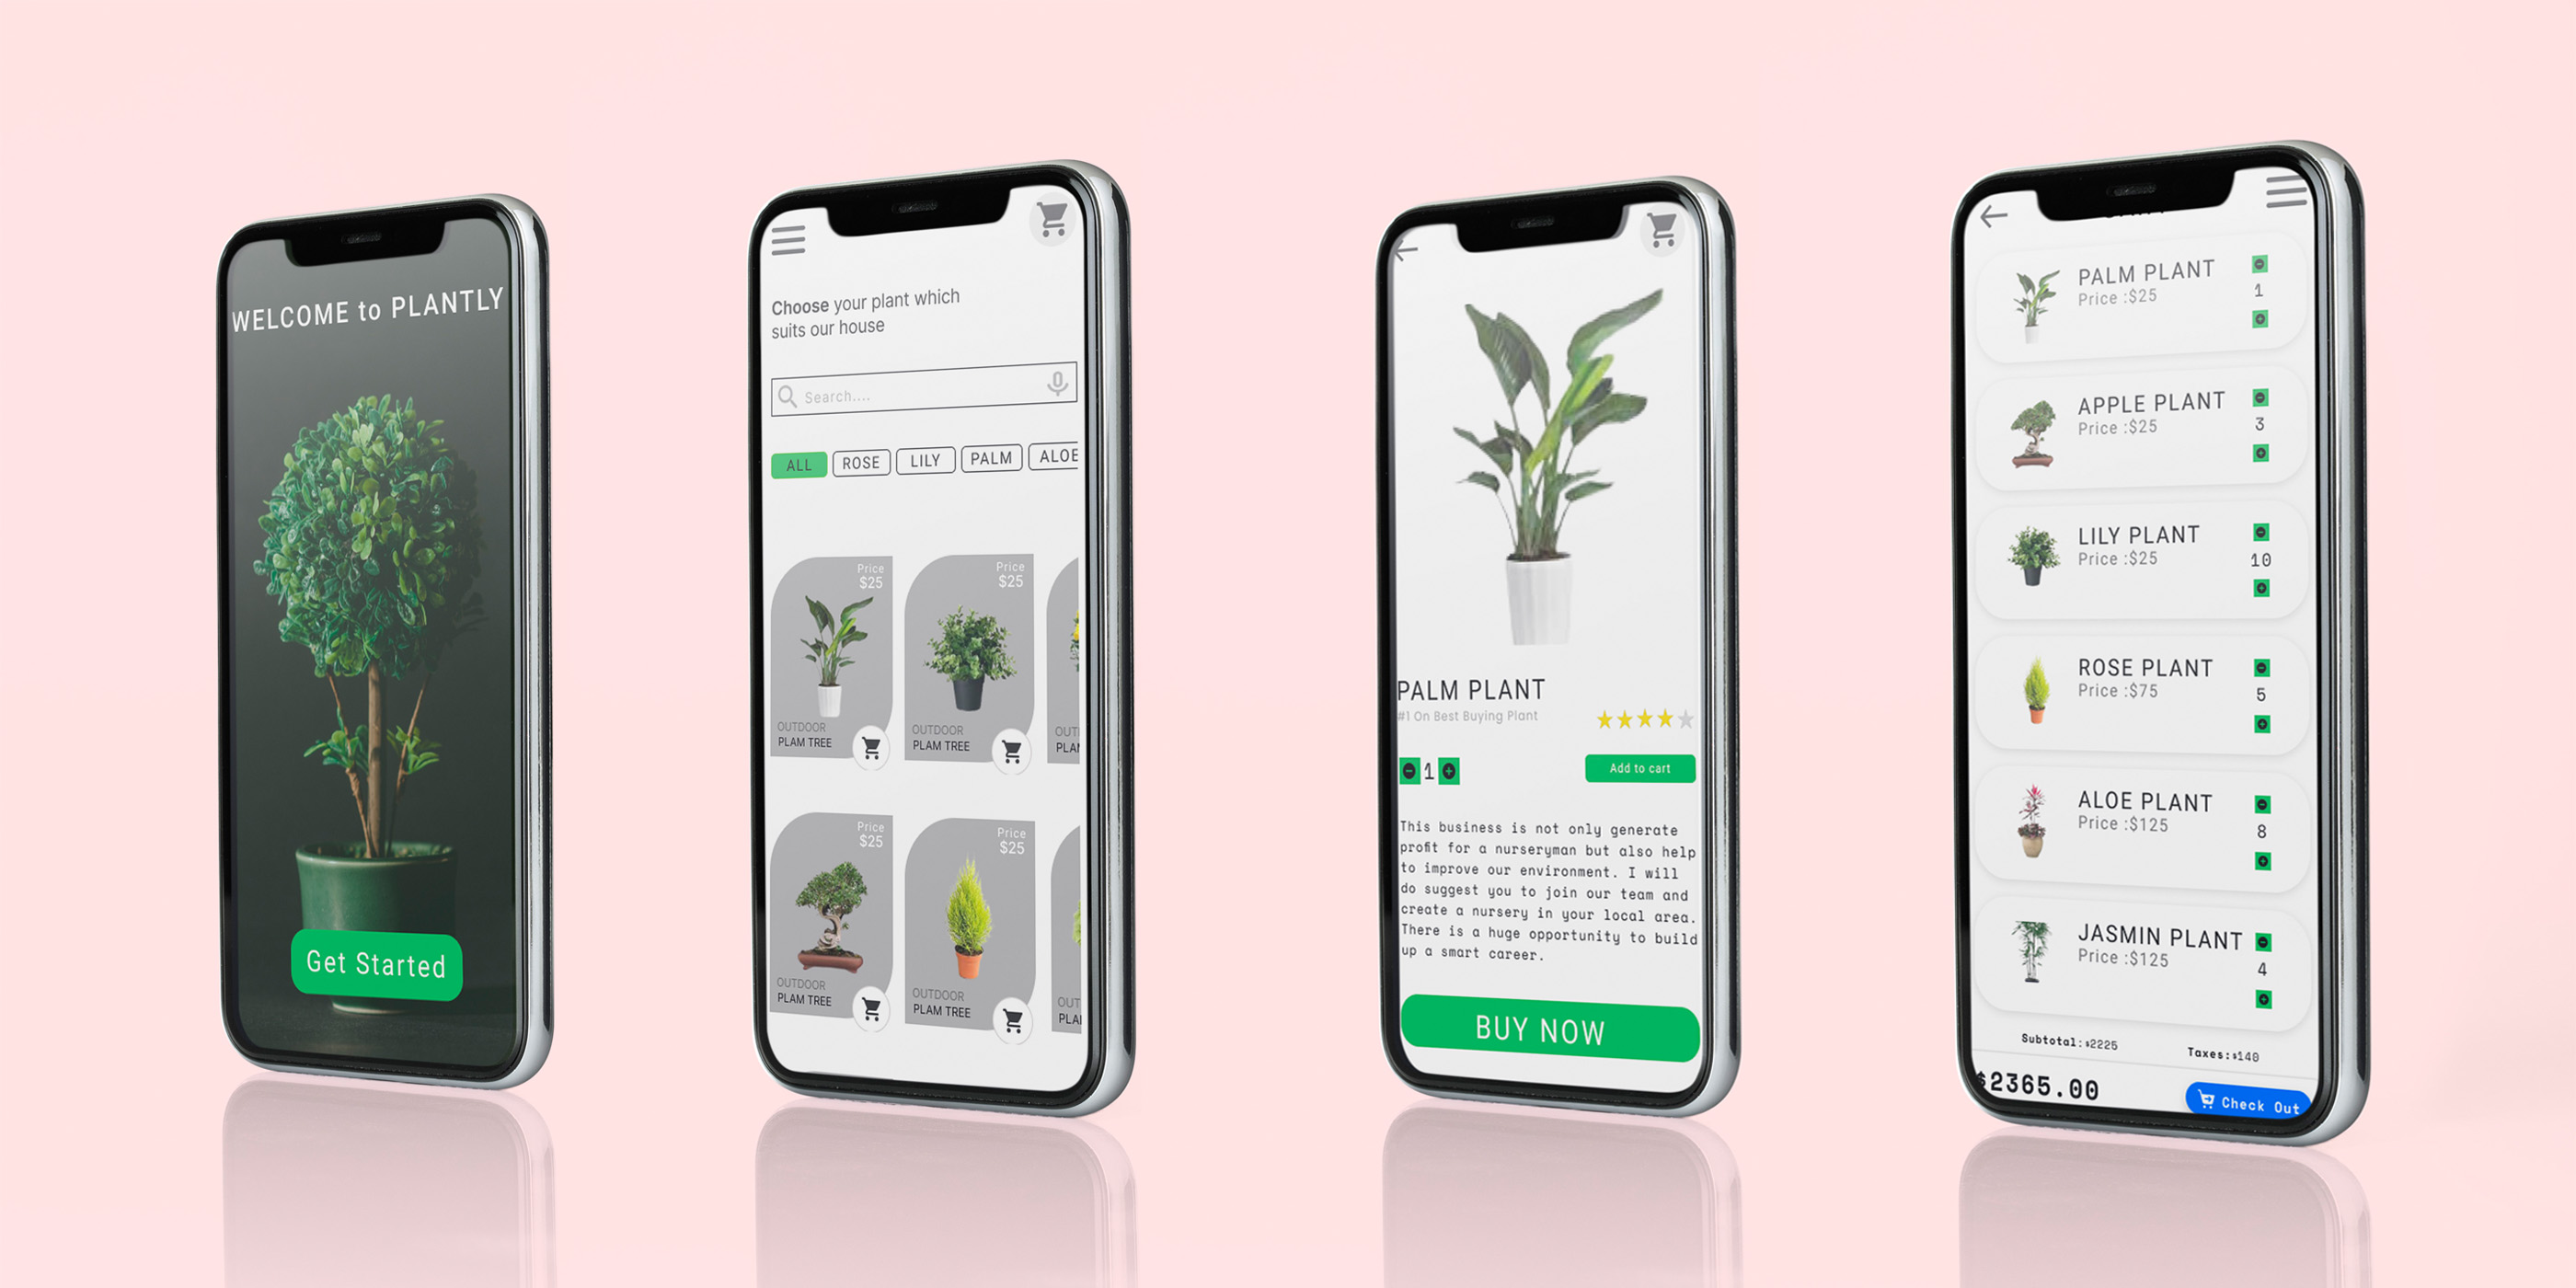 WELCOME to PLANTLY
Get Started
Choose your plant which
suits our house
Search....
ALL
ROSE
LILY
PALM
ALOE
Price
$25
OUTDOOR
PLAM TREE
Price
$25
OUTDOOR
PLAM TREE
Price
$25
OUTDOOR
PLAM TREE
Price
$25
OUTDOOR
PLAM TREE
PALM PLANT
#1 On Best Buying Plant
1
Add to cart
This business is not only generate
profit for a nurseryman but also help
to improve our environment. I will
do suggest you to join our team and
create a nursery in your local area.
There is a huge opportunity to build
up a smart career.
BUY NOW
PALM PLANT
Price :$25
1
APPLE PLANT
Price :$25
3
LILY PLANT
Price :$25
10
ROSE PLANT
Price :$75
5
ALOE PLANT
Price :$125
8
JASMIN PLANT
Price :$125
4
Subtotal:$2225
Taxes:$140
$2365.00
Check Out